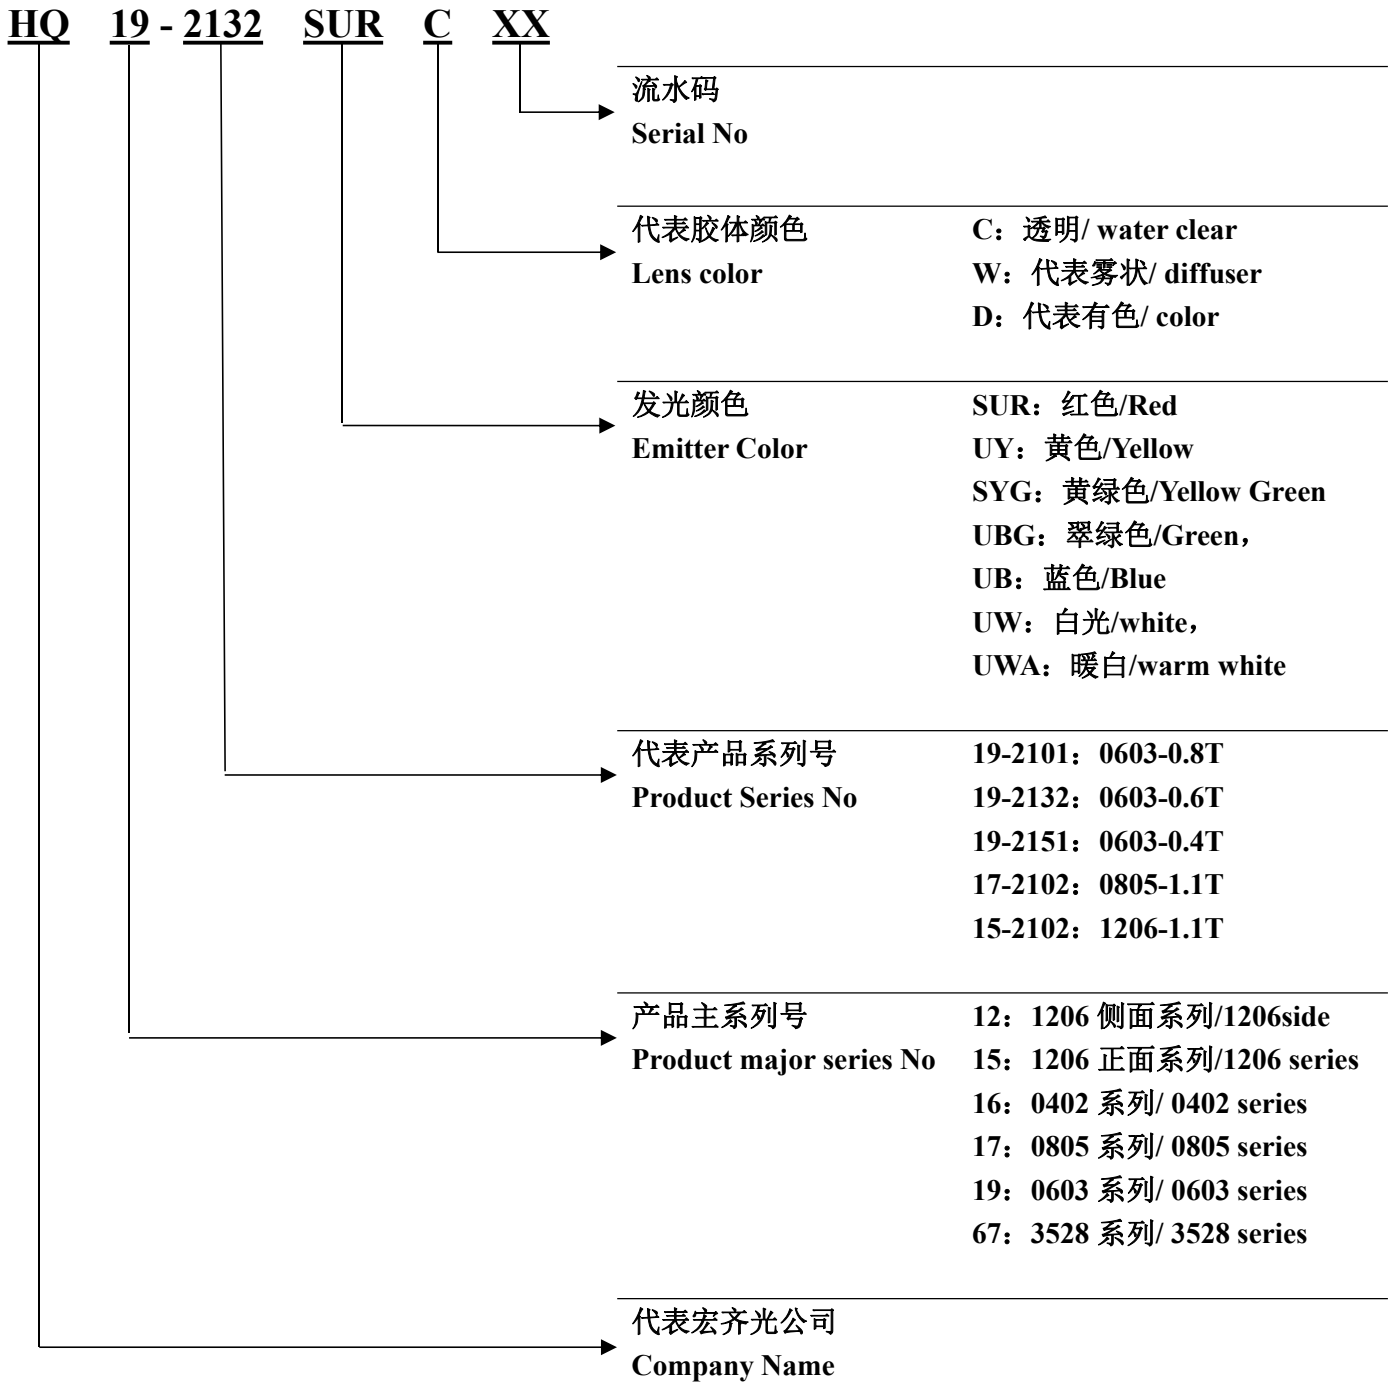 HQ 19 - 2132 SUR C XX
流水码
Serial No
代表胶体颜色 C：透明/ water clear
Lens color W：代表雾状/ diffuser
D：代表有色/ color
发光颜色 SUR：红色/Red
Emitter Color UY：黄色/Yellow
SYG：黄绿色/Yellow Green
UBG：翠绿色/Green，
UB：蓝色/Blue
UW：白光/white，
UWA：暖白/warm white
代表产品系列号 19-2101：0603-0.8T
Product Series No 19-2132：0603-0.6T
19-2151：0603-0.4T
17-2102：0805-1.1T
15-2102：1206-1.1T
产品主系列号 12：1206 侧面系列/1206side
Product major series No 15：1206 正面系列/1206 series
16：0402 系列/ 0402 series
17：0805 系列/ 0805 series
19：0603 系列/ 0603 series
67：3528 系列/ 3528 series
代表宏齐光公司
Company Name